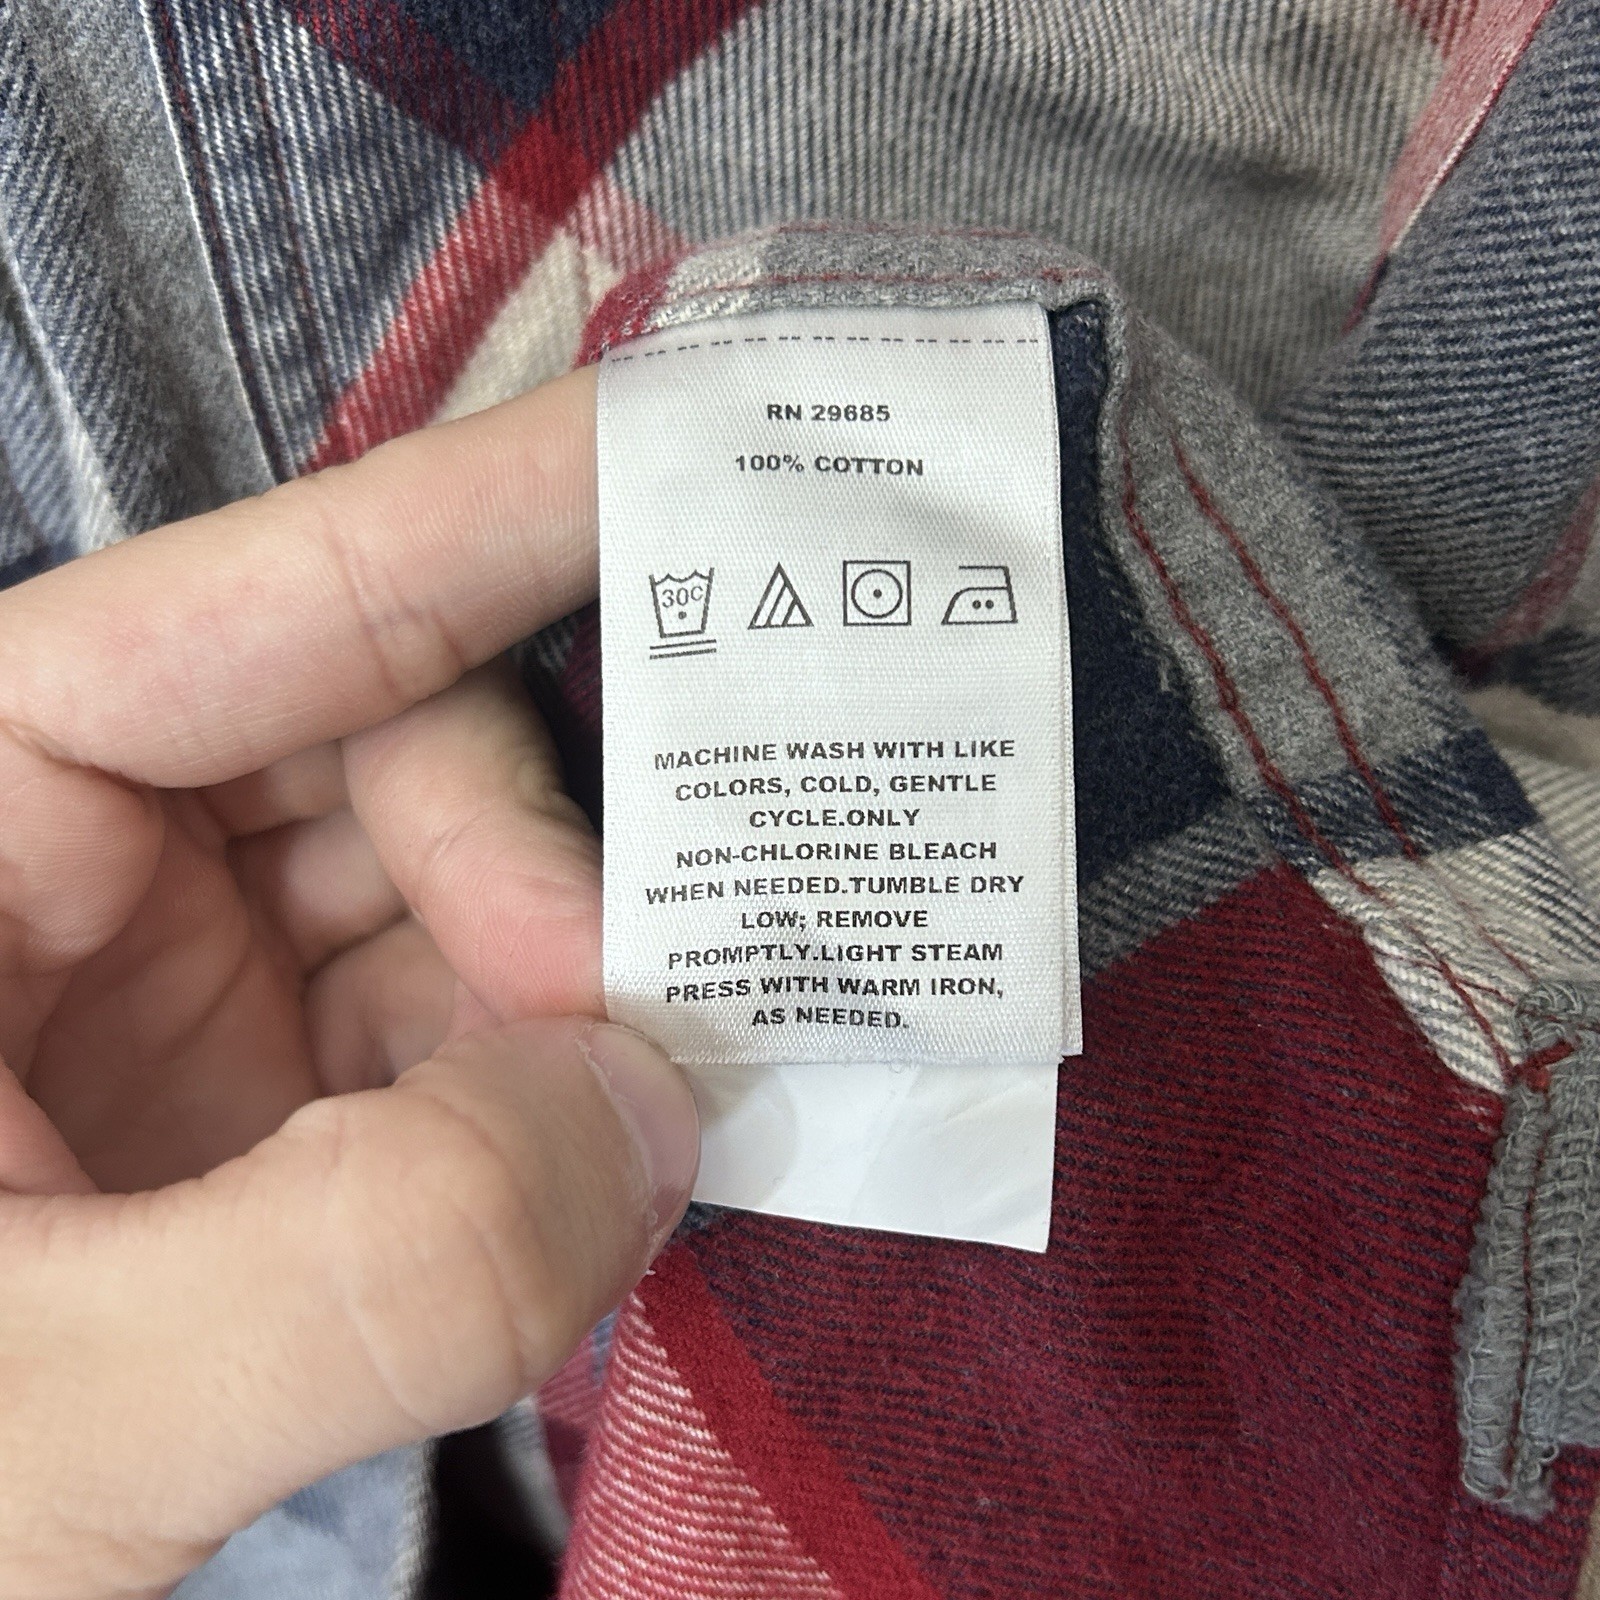 RN 29685
100% COTTON
30C
MACHINE WASH WITH LIKE
COLORS, COLD, GENTLE
CYCLE.ONLY
NON-CHLORINE BLEACH
WHEN NEEDED.TUMBLE DRY
LOW; REMOVE
PROMPTLY.LIGHT STEAM
PRESS WITH WARM IRON,
AS NEEDED.